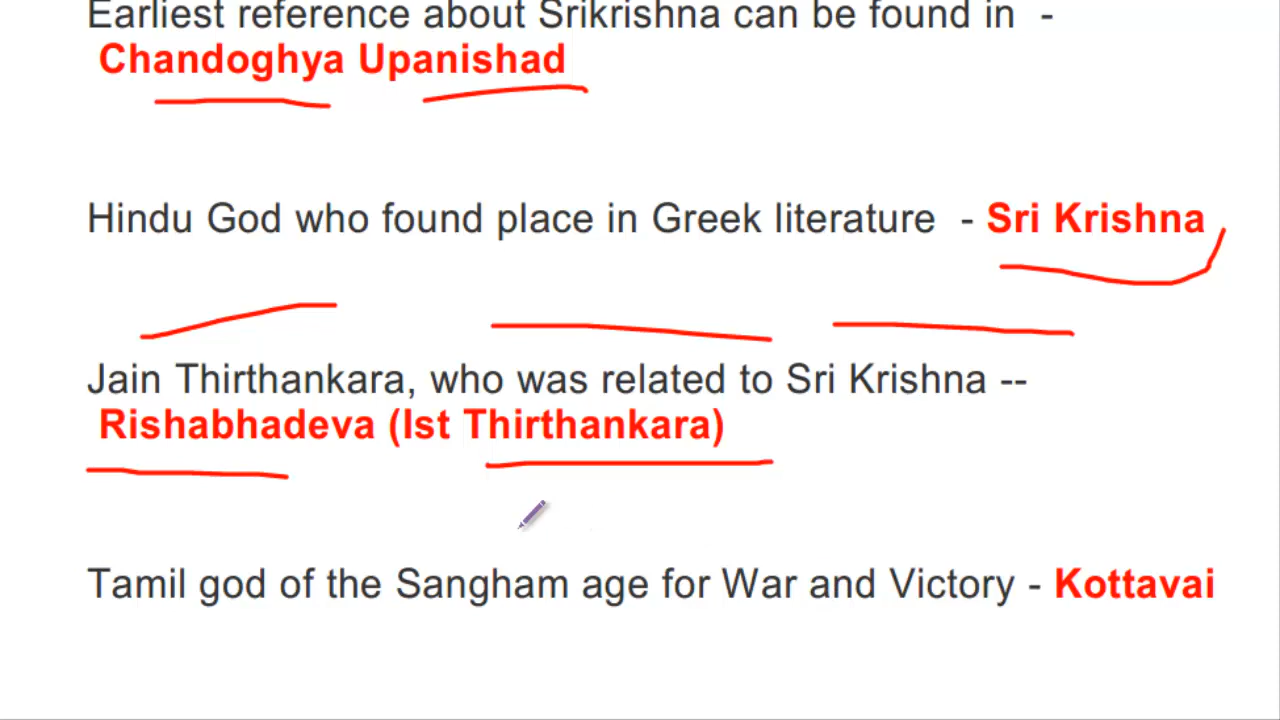 Earliest reference about Srikrishna can be found in -
Chandoghya Upanishad
Hindu God who found place in Greek literature - Sri Krishna
Jain Thirthankara, who was related to Sri Krishna --
Rishabhadeva (Ist Thirthankara)
Tamil god of the Sangham age for War and Victory - Kottavai